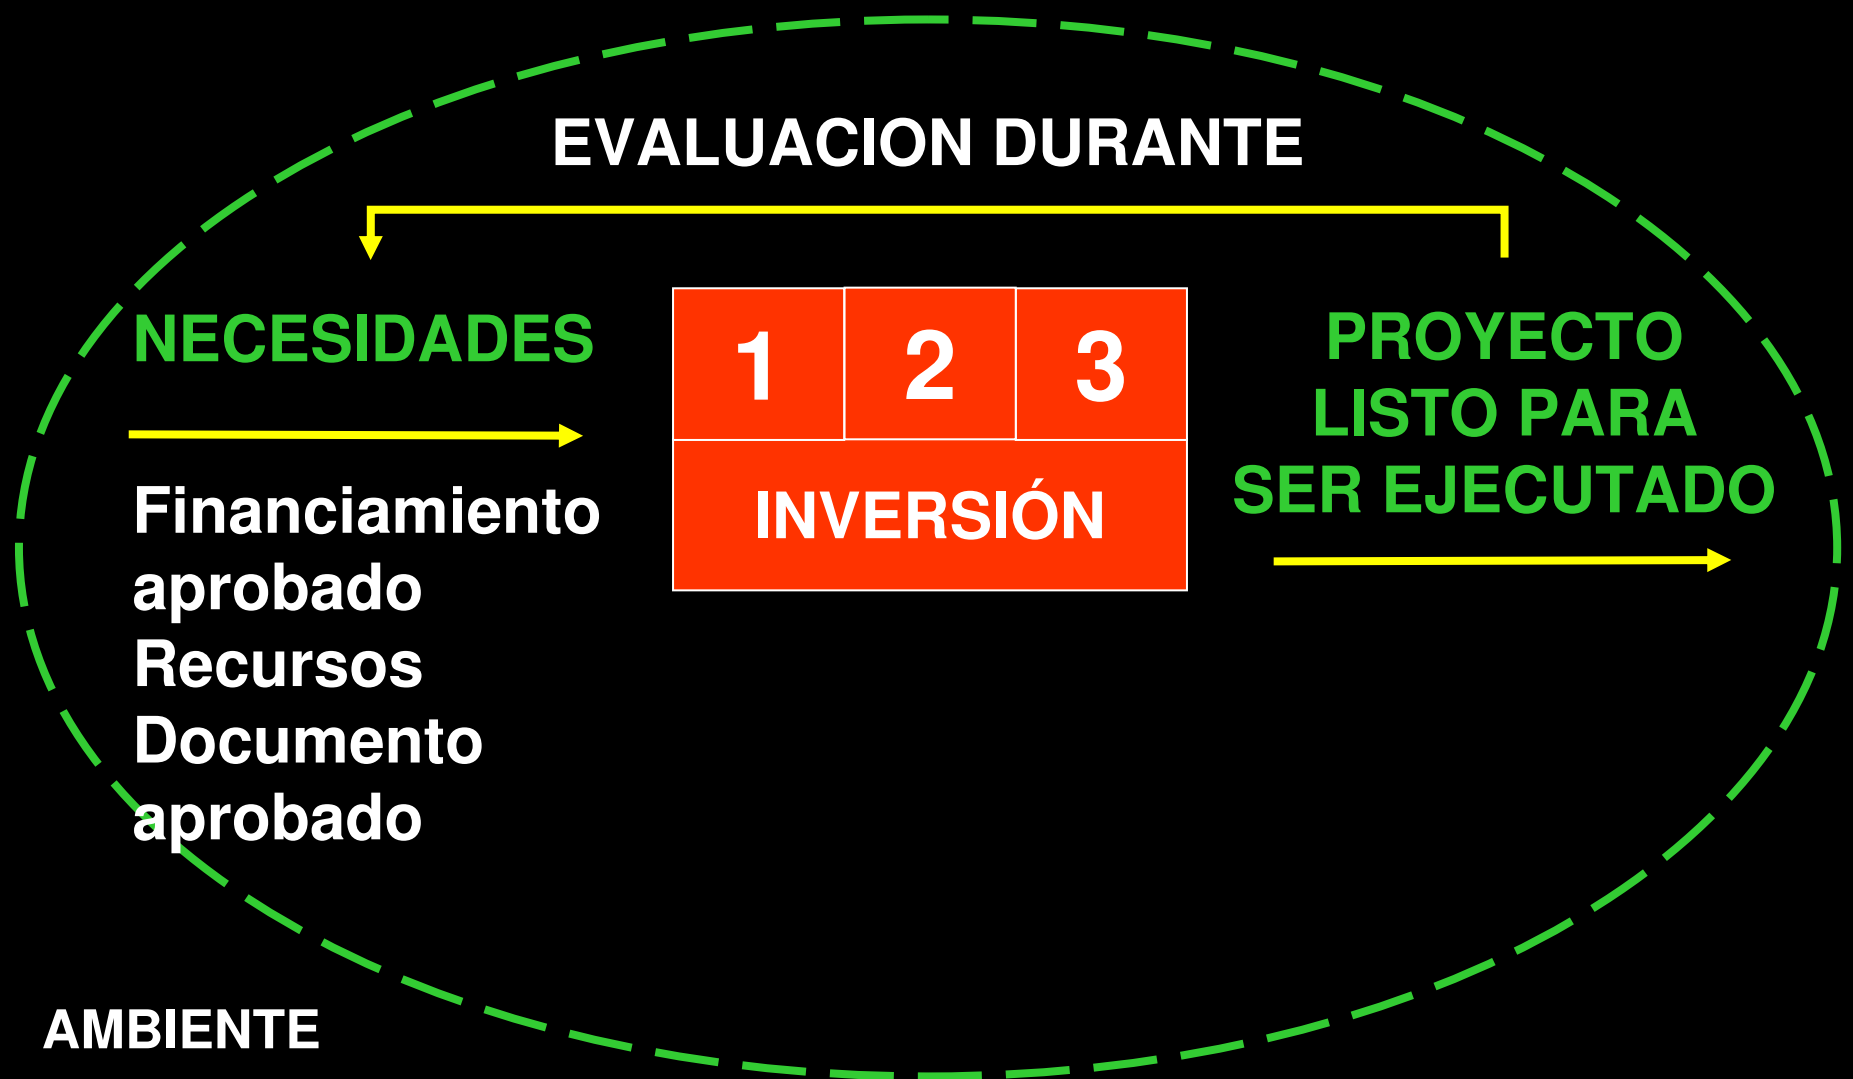 EVALUACION DURANTE
NECESIDADES
Financiamiento
aprobado
Recursos
Documento
aprobado
1 2 3
INVERSIÓN
PROYECTO
LISTO PARA
SER EJECUTADO
AMBIENTE